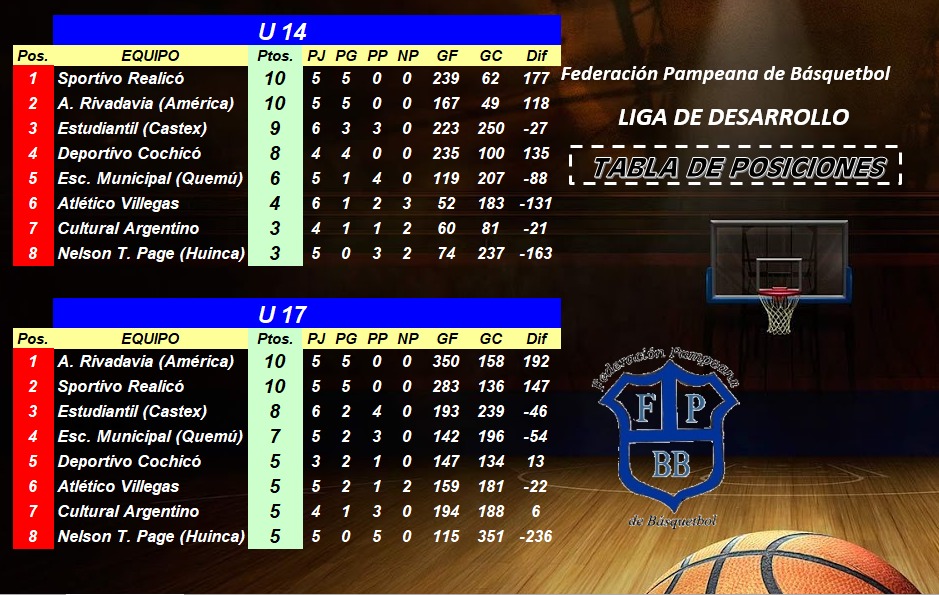 U 14
Pos. EQUIPO Ptos. PJ PG PP NP GF GC Dif
1 Sportivo Realicó 10 5 5 0 0 239 62 177
2 A. Rivadavia (América) 10 5 5 0 0 167 49 118
3 Estudiantil (Castex) 9 6 3 3 0 223 250 -27
4 Deportivo Cochicó 8 4 4 0 0 235 100 135
5 Esc. Municipal (Quemú) 6 5 1 4 0 119 207 -88
6 Atlético Villegas 4 6 1 2 3 52 183 -131
7 Cultural Argentino 3 4 1 1 2 60 81 -21
8 Nelson T. Page (Huinca) 3 5 0 3 2 74 237 -163
Federación Pampeana de Básquetbol
LIGA DE DESARROLLO
TABLA DE POSICIONES
U 17
Pos. EQUIPO Ptos. PJ PG PP NP GF GC Dif
1 A. Rivadavia (América) 10 5 5 0 0 350 158 192
2 Sportivo Realicó 10 5 5 0 0 283 136 147
3 Estudiantil (Castex) 8 6 2 4 0 193 239 -46
4 Esc. Municipal (Quemú) 7 5 2 3 0 142 196 -54
5 Deportivo Cochicó 5 3 2 1 0 147 134 13
6 Atlético Villegas 5 5 2 1 2 159 181 -22
7 Cultural Argentino 5 4 1 3 0 194 188 6
8 Nelson T. Page (Huinca) 5 5 0 5 0 115 351 -236
Federación Pampeana
F P
BB
de Básquetbol